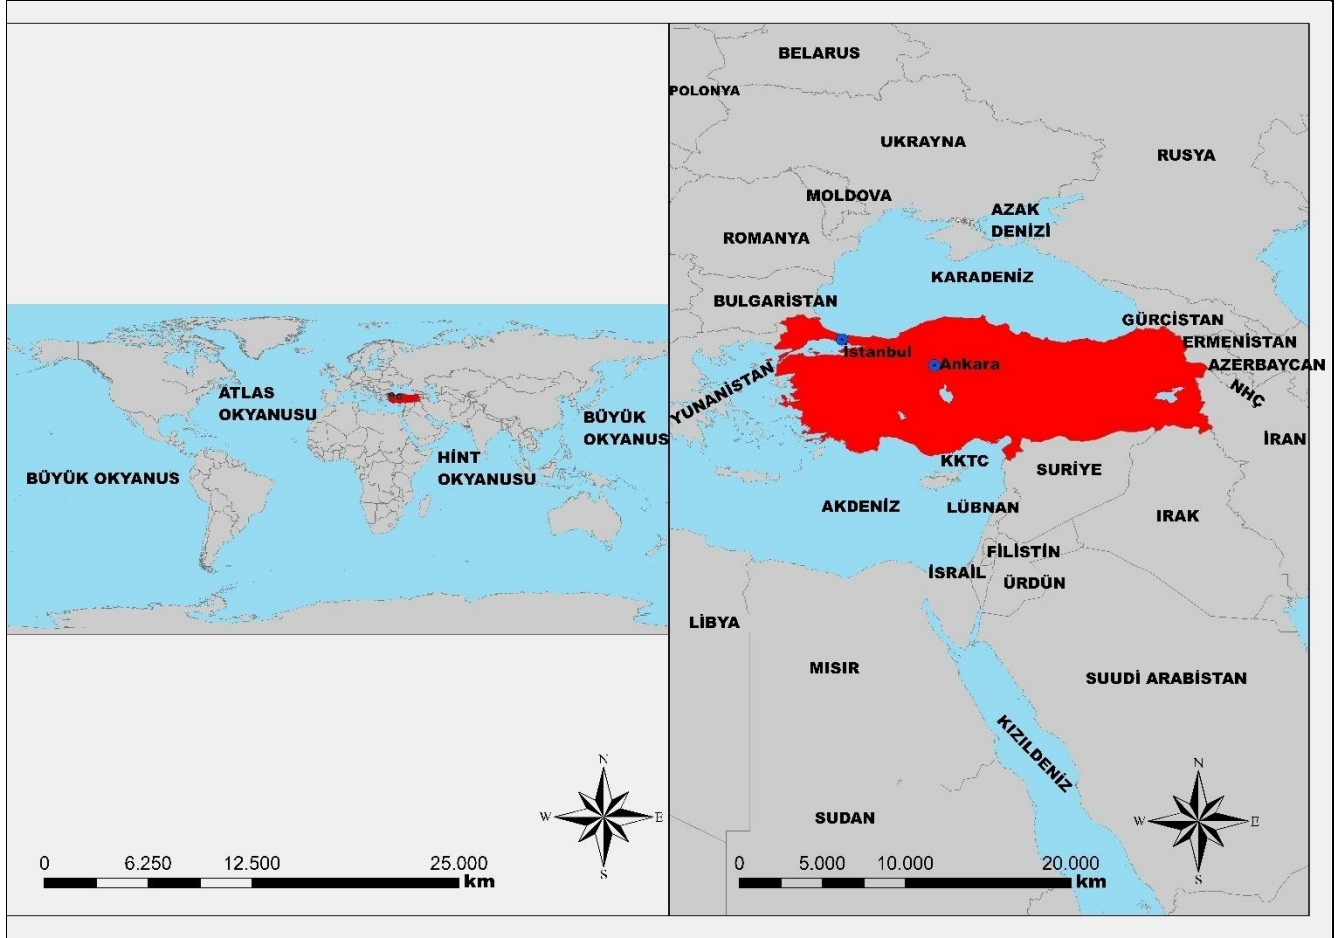 ATLAS
OKYANUSU
BÜYÜK
OKYANUS
HİNT
OKYANUSU
BÜYÜK OKYANUS
N
W
E
S
0 6.250 12.500 25.000
km
BELARUS
POLONYA
UKRAYNA
RUSYA
MOLDOVA
AZAK
DENİZİ
ROMANYA
KARADENİZ
BULGARİSTAN
GÜRCİSTAN
ERMENİSTAN
İstanbul
Ankara
AZERBAYCAN
YUNANİSTAN
NHÇ
İRAN
KKTC
SURİYE
AKDENİZ
LÜBNAN
IRAK
FİLİSTİN
İSRAİL
ÜRDÜN
LİBYA
MISIR
SUUDİ ARABİSTAN
KIZILDENİZ
SUDAN
N
W
E
S
0 5.000 10.000 20.000
km